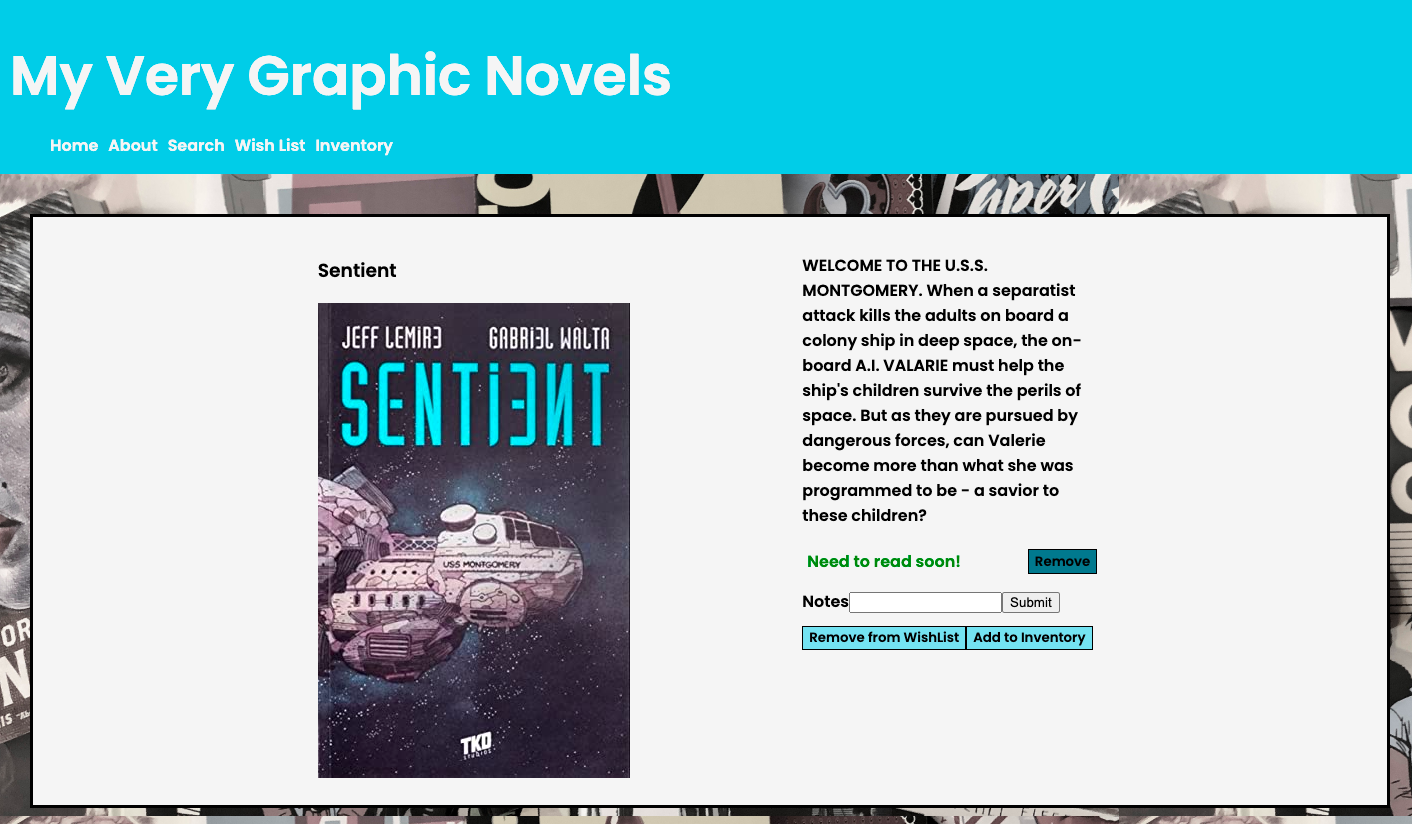 My Very Graphic Novels
Home About Search Wish List Inventory
Paper
Sentient
JEFF LEMIRE GABRIEL WALTA
SENTIENT
USS MONTGOMERY
TKO
STUDIOS
WELCOME TO THE U.S.S.
MONTGOMERY. When a separatist
attack kills the adults on board a
colony ship in deep space, the on-
board A.I. VALARIE must help the
ship's children survive the perils of
space. But as they are pursued by
dangerous forces, can Valerie
become more than what she was
programmed to be - a savior to
these children?
Need to read soon! Remove
Notes Submit
Remove from WishList Add to Inventory